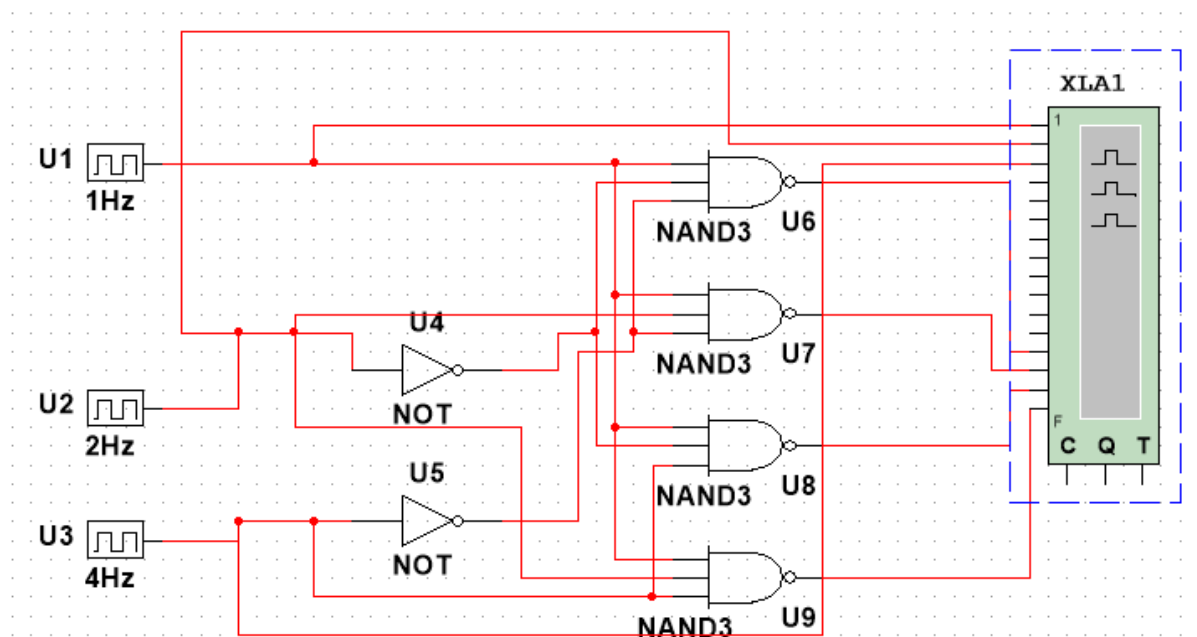 XLA1
1
U1
1Hz
NAND3
U6
U4
NOT
NAND3
U7
U2
2Hz
F
C Q T
U5
NOT
NAND3
U8
U3
4Hz
NAND3
U9